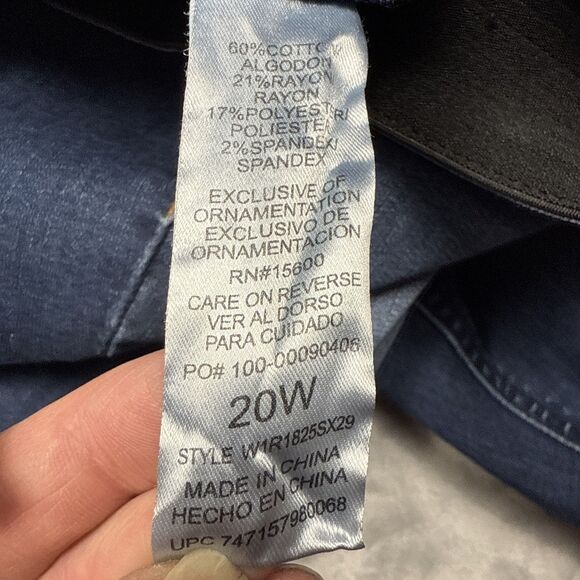 60%COTTON/
ALGODON
21%RAYON/
RAYON
17%POLYESTER/
POLIESTER
2%SPANDEX/
SPANDEX
EXCLUSIVE OF
ORNAMENTATION
EXCLUSIVO DE
ORNAMENTACION
RN#15600
CARE ON REVERSE
VER AL DORSO
PARA CUIDADO
PO# 100-00090406
20W
STYLE W1R1825SX29
MADE IN CHINA
HECHO EN CHINA
UPC 747157980068